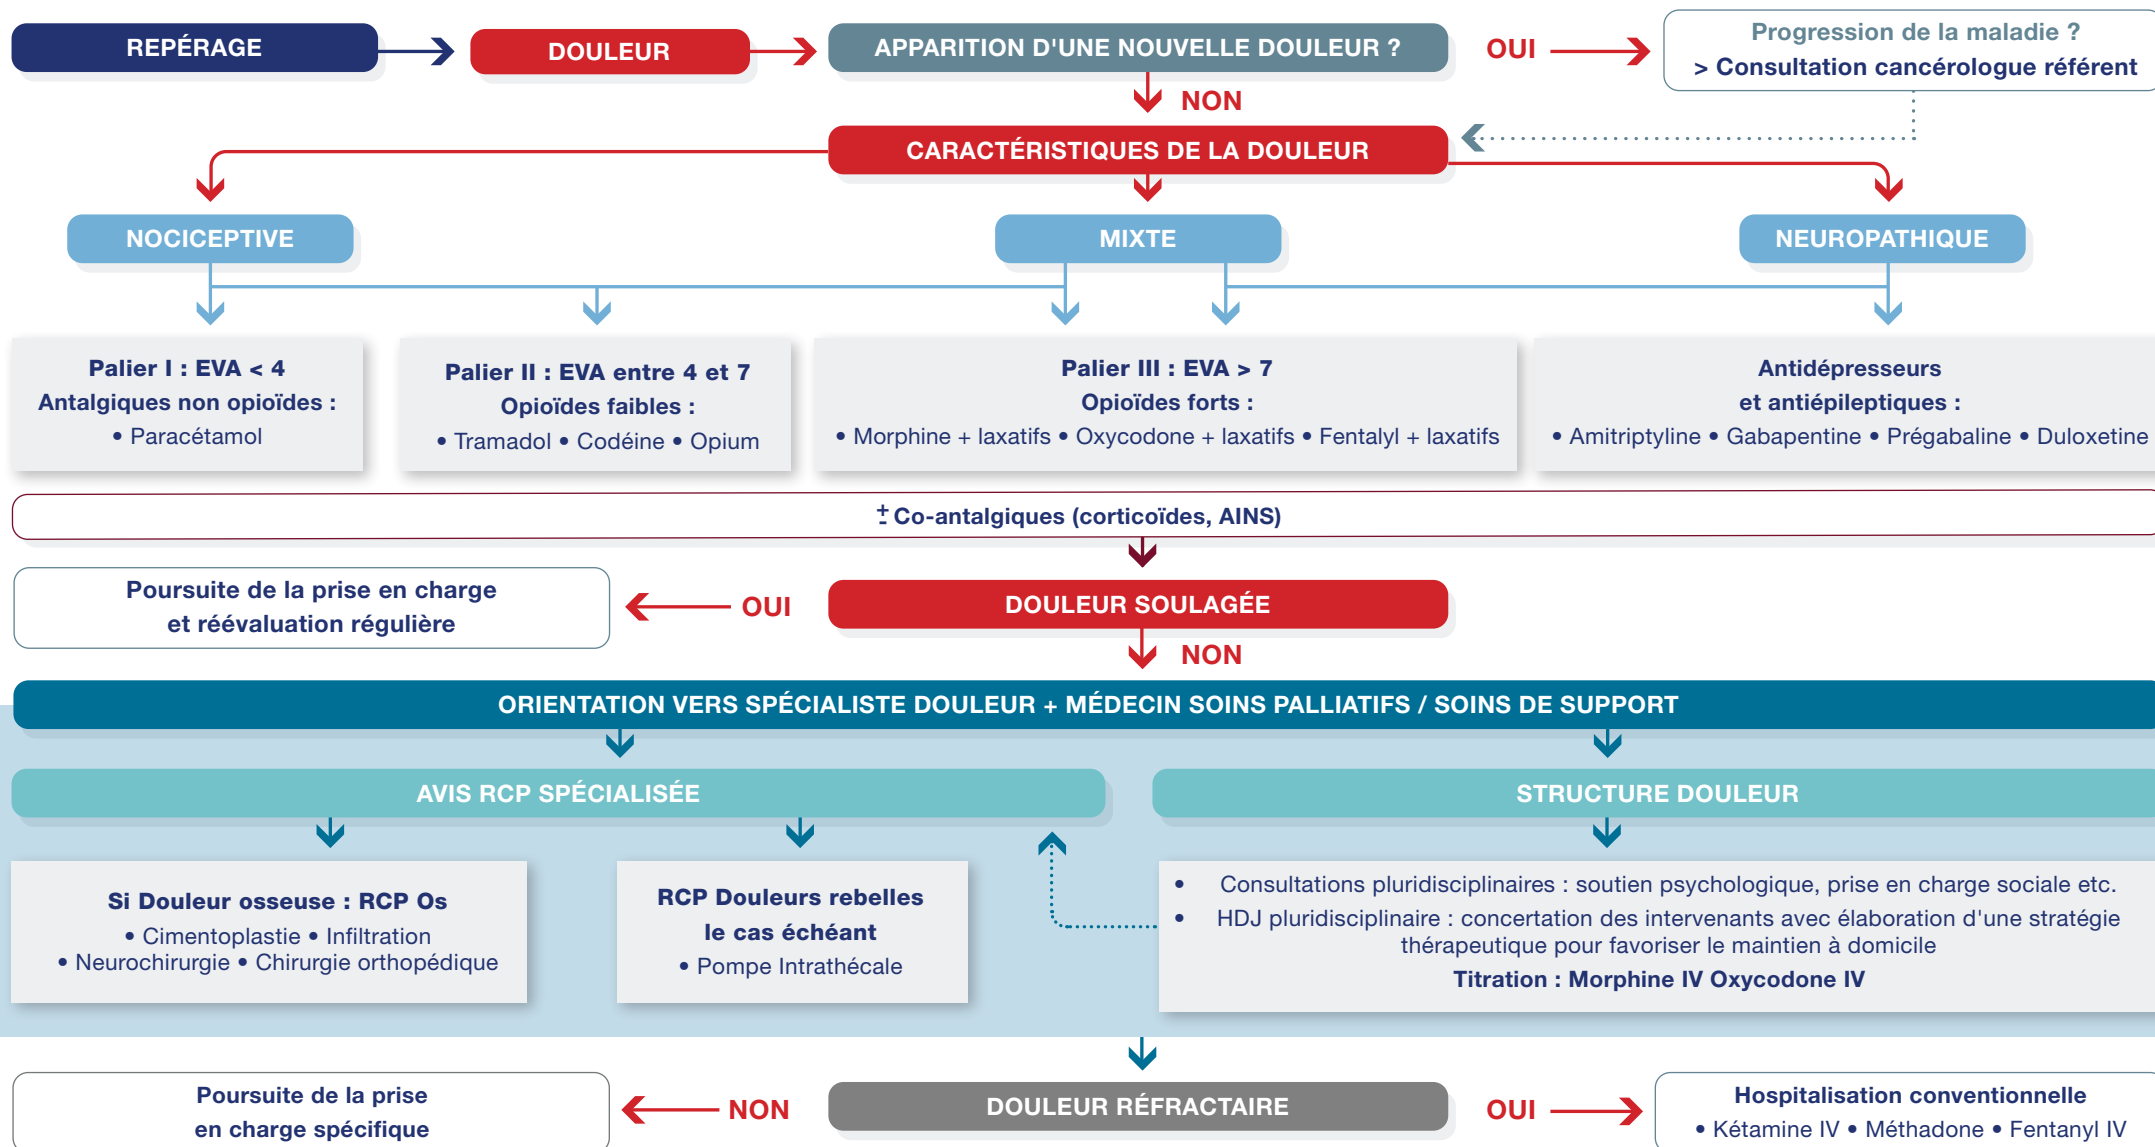 REPÉRAGE
DOULEUR
APPARITION D'UNE NOUVELLE DOULEUR ?
OUI
Progression de la maladie ?
> Consultation cancérologue référent
NON
CARACTÉRISTIQUES DE LA DOULEUR
NOCICEPTIVE
MIXTE
NEUROPATHIQUE
Palier I : EVA < 4
Antalgiques non opioïdes :
• Paracétamol
Palier II : EVA entre 4 et 7
Opioïdes faibles :
• Tramadol • Codéine • Opium
Palier III : EVA > 7
Opioïdes forts :
• Morphine + laxatifs • Oxycodone + laxatifs • Fentalyl + laxatifs
Antidépresseurs
et antiépileptiques :
• Amitriptyline • Gabapentine • Prégabaline • Duloxetine
± Co-antalgiques (corticoïdes, AINS)
Poursuite de la prise en charge
et réévaluation régulière
OUI
DOULEUR SOULAGÉE
NON
ORIENTATION VERS SPÉCIALISTE DOULEUR + MÉDECIN SOINS PALLIATIFS / SOINS DE SUPPORT
AVIS RCP SPÉCIALISÉE
STRUCTURE DOULEUR
Si Douleur osseuse : RCP Os
• Cimentoplastie • Infiltration
• Neurochirurgie • Chirurgie orthopédique
RCP Douleurs rebelles
le cas échéant
• Pompe Intrathécale
• Consultations pluridisciplinaires : soutien psychologique, prise en charge sociale etc.
• HDJ pluridisciplinaire : concertation des intervenants avec élaboration d'une stratégie
thérapeutique pour favoriser le maintien à domicile
Titration : Morphine IV Oxycodone IV
Poursuite de la prise
en charge spécifique
NON
DOULEUR RÉFRACTAIRE
OUI
Hospitalisation conventionnelle
• Kétamine IV • Méthadone • Fentanyl IV